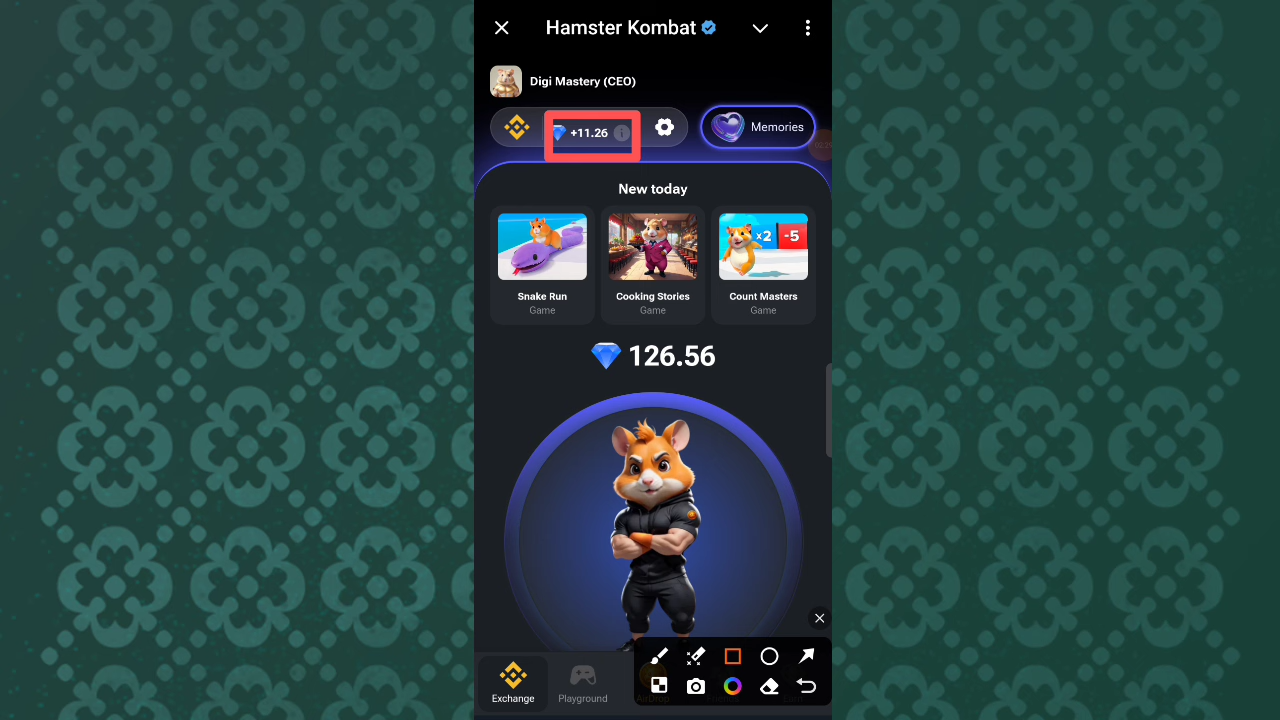 Hamster Kombat
Digi Mastery (CEO)
+11.26
Memories
New today
x2 -5
Snake Run Cooking Stories Count Masters
Game Game Game
126.56
Exchange Playground